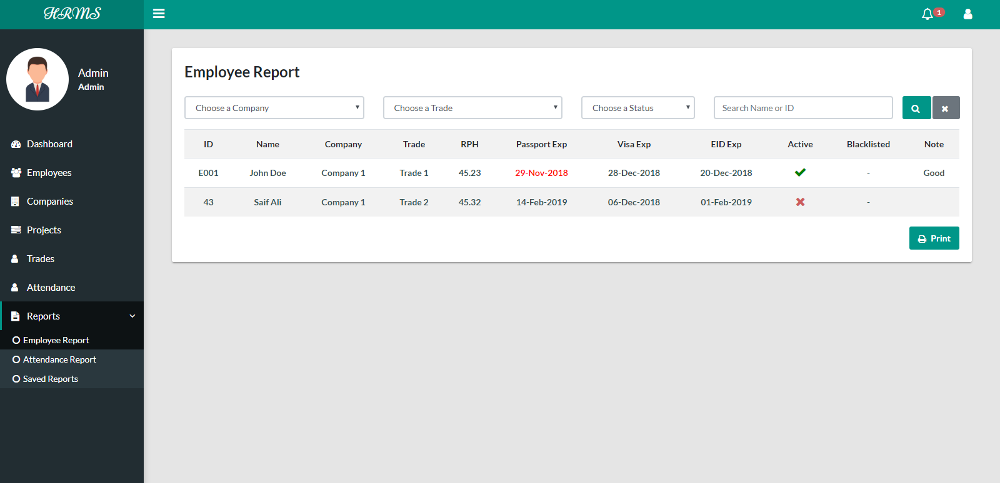 HRMS
1
Admin
Admin
Dashboard
Employees
Companies
Projects
Trades
Attendance
Reports
Employee Report
Attendance Report
Saved Reports
Employee Report
Choose a Company Choose a Trade Choose a Status Search Name or ID
ID Name Company Trade RPH Passport Exp Visa Exp EID Exp Active Blacklisted Note
E001 John Doe Company 1 Trade 1 45.23 29-Nov-2018 28-Dec-2018 20-Dec-2018 - Good
43 Saif Ali Company 1 Trade 2 45.32 14-Feb-2019 06-Dec-2018 01-Feb-2019 -
Print